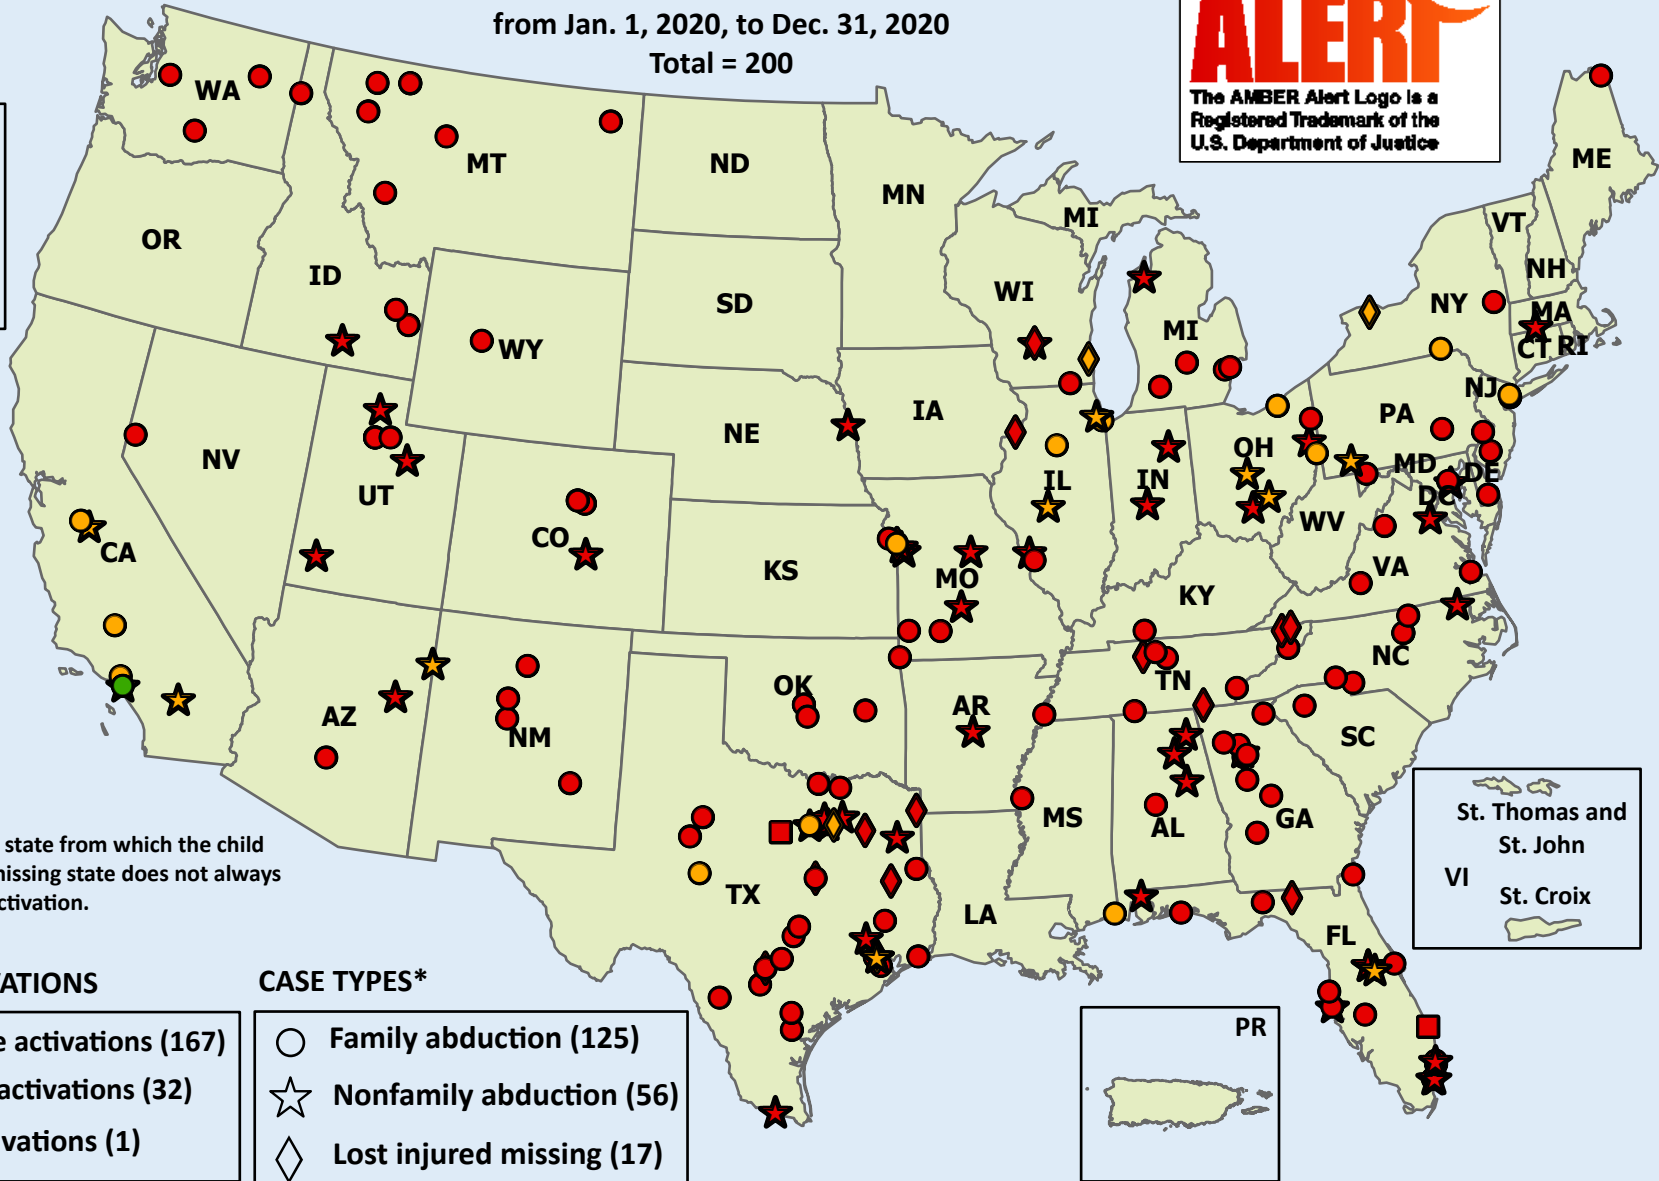 from Jan. 1, 2020, to Dec. 31, 2020
Total = 200
ALERT
The AMBER Alert Logo is a
Registered Trademark of the
U.S. Department of Justice
WA
MT
ND
MN
MI
ME
OR
ID
WY
SD
WI
MI
VT
NH
NY
MA
CT
RI
NV
UT
CO
NE
IA
IL
IN
OH
PA
NJ
MD
DE
DC
WV
VA
CA
KS
MO
KY
AZ
NM
OK
AR
TN
NC
SC
TX
LA
MS
AL
GA
FL
St. Thomas and
St. John
VI
St. Croix
PR
state from which the child
missing state does not always
ctivation.
VATIONS
e activations (167)
activations (32)
vations (1)
CASE TYPES*
Family abduction (125)
Nonfamily abduction (56)
Lost injured missing (17)